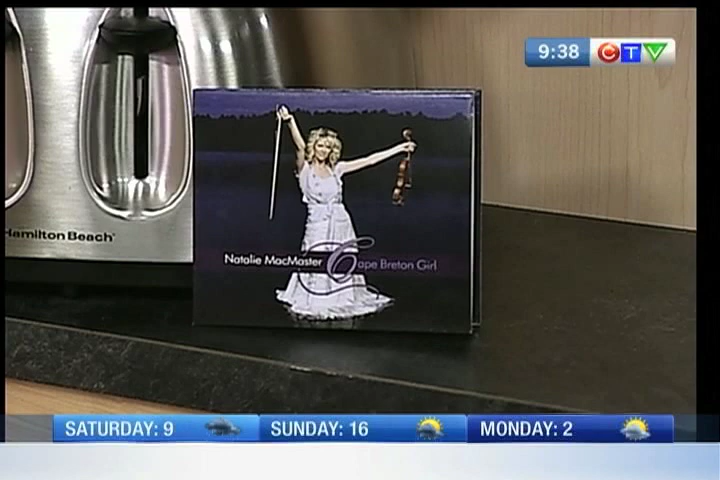 9:38 CTV
Hamilton Beach
Natalie MacMaster Cape Breton Girl
SATURDAY: 9 SUNDAY: 16 MONDAY: 2